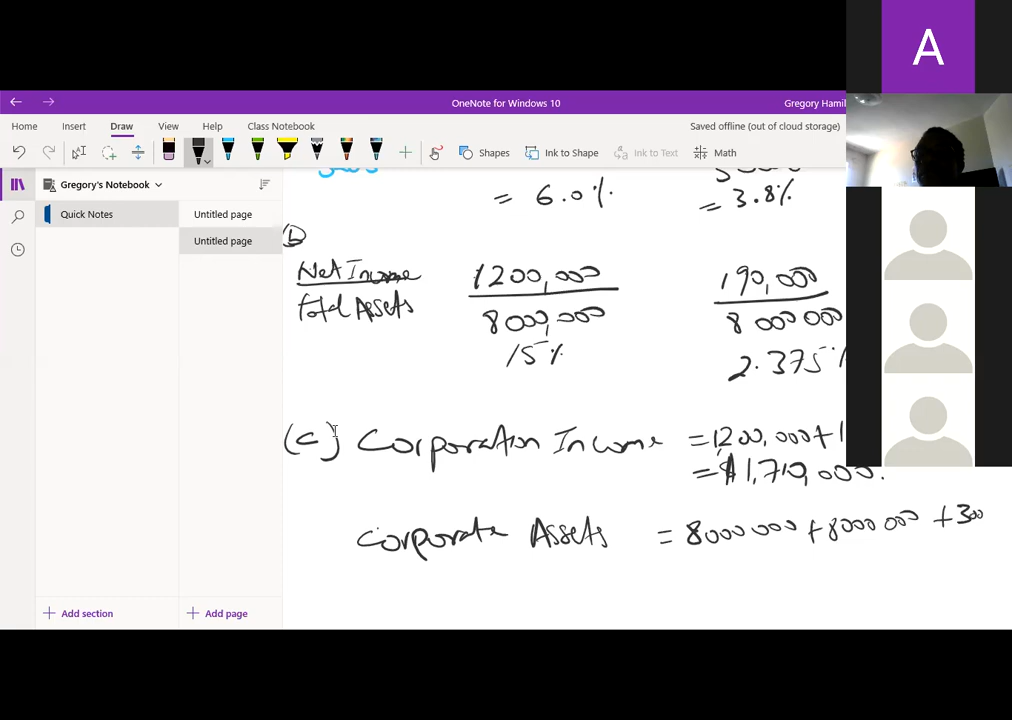 A
OneNote for Windows 10
Gregory Hamil
Home Insert Draw View Help Class Notebook
Saved offline (out of cloud storage)
Shapes Ink to Shape Ink to Text Math
Gregory's Notebook
Quick Notes
Untitled page
Untitled page
= 6.0% = 3.8%
(b
Net Income 1200,000 190,000
Total Assets 8000,000 8 000 000
15% 2.375%
(c) Corporation Income = 1,200,000+1
= $1,710,000.
Corporate Assets = 8000 000 + 8000 000 + 300
Add section Add page